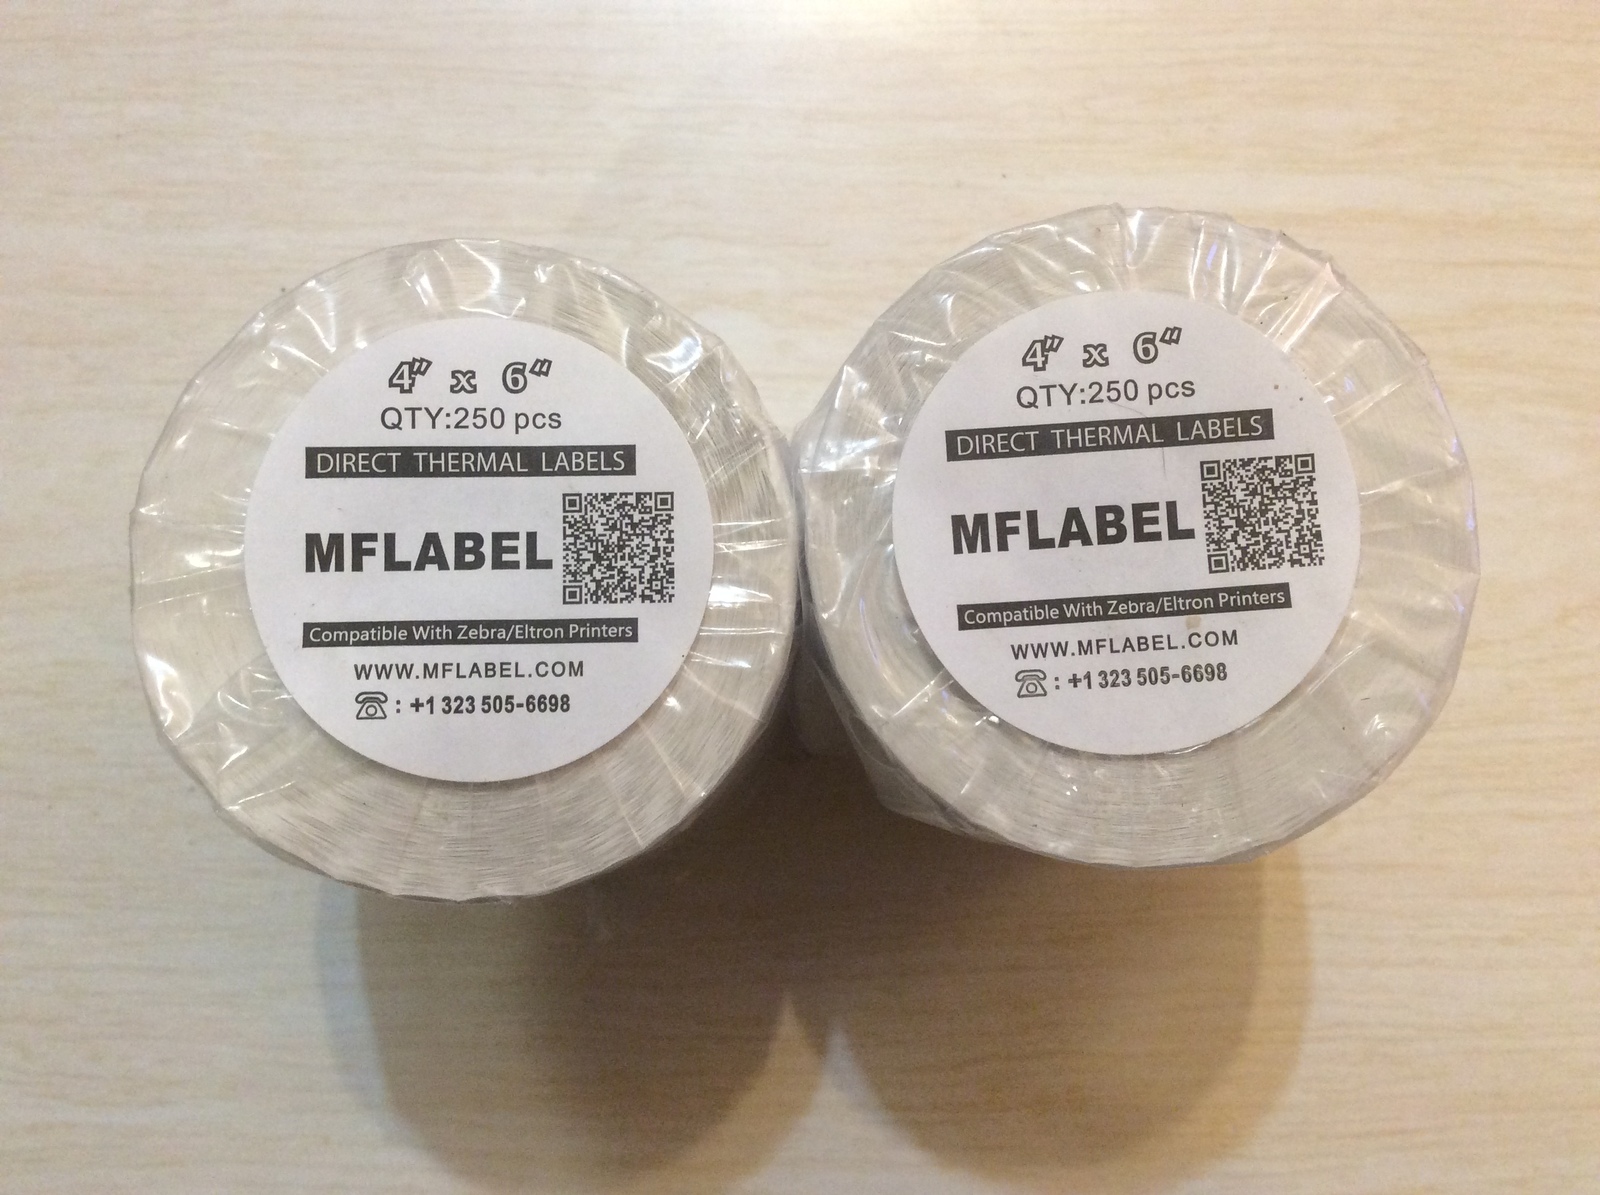 4” x 6“
QTY:250 pcs
DIRECT THERMAL LABELS
MFLABEL
Compatible With Zebra/Eltron Printers
WWW.MFLABEL.COM
: +1 323 505-6698
4” x 6“
QTY:250 pcs
DIRECT THERMAL LABELS
MFLABEL
Compatible With Zebra/Eltron Printers
WWW.MFLABEL.COM
: +1 323 505-6698